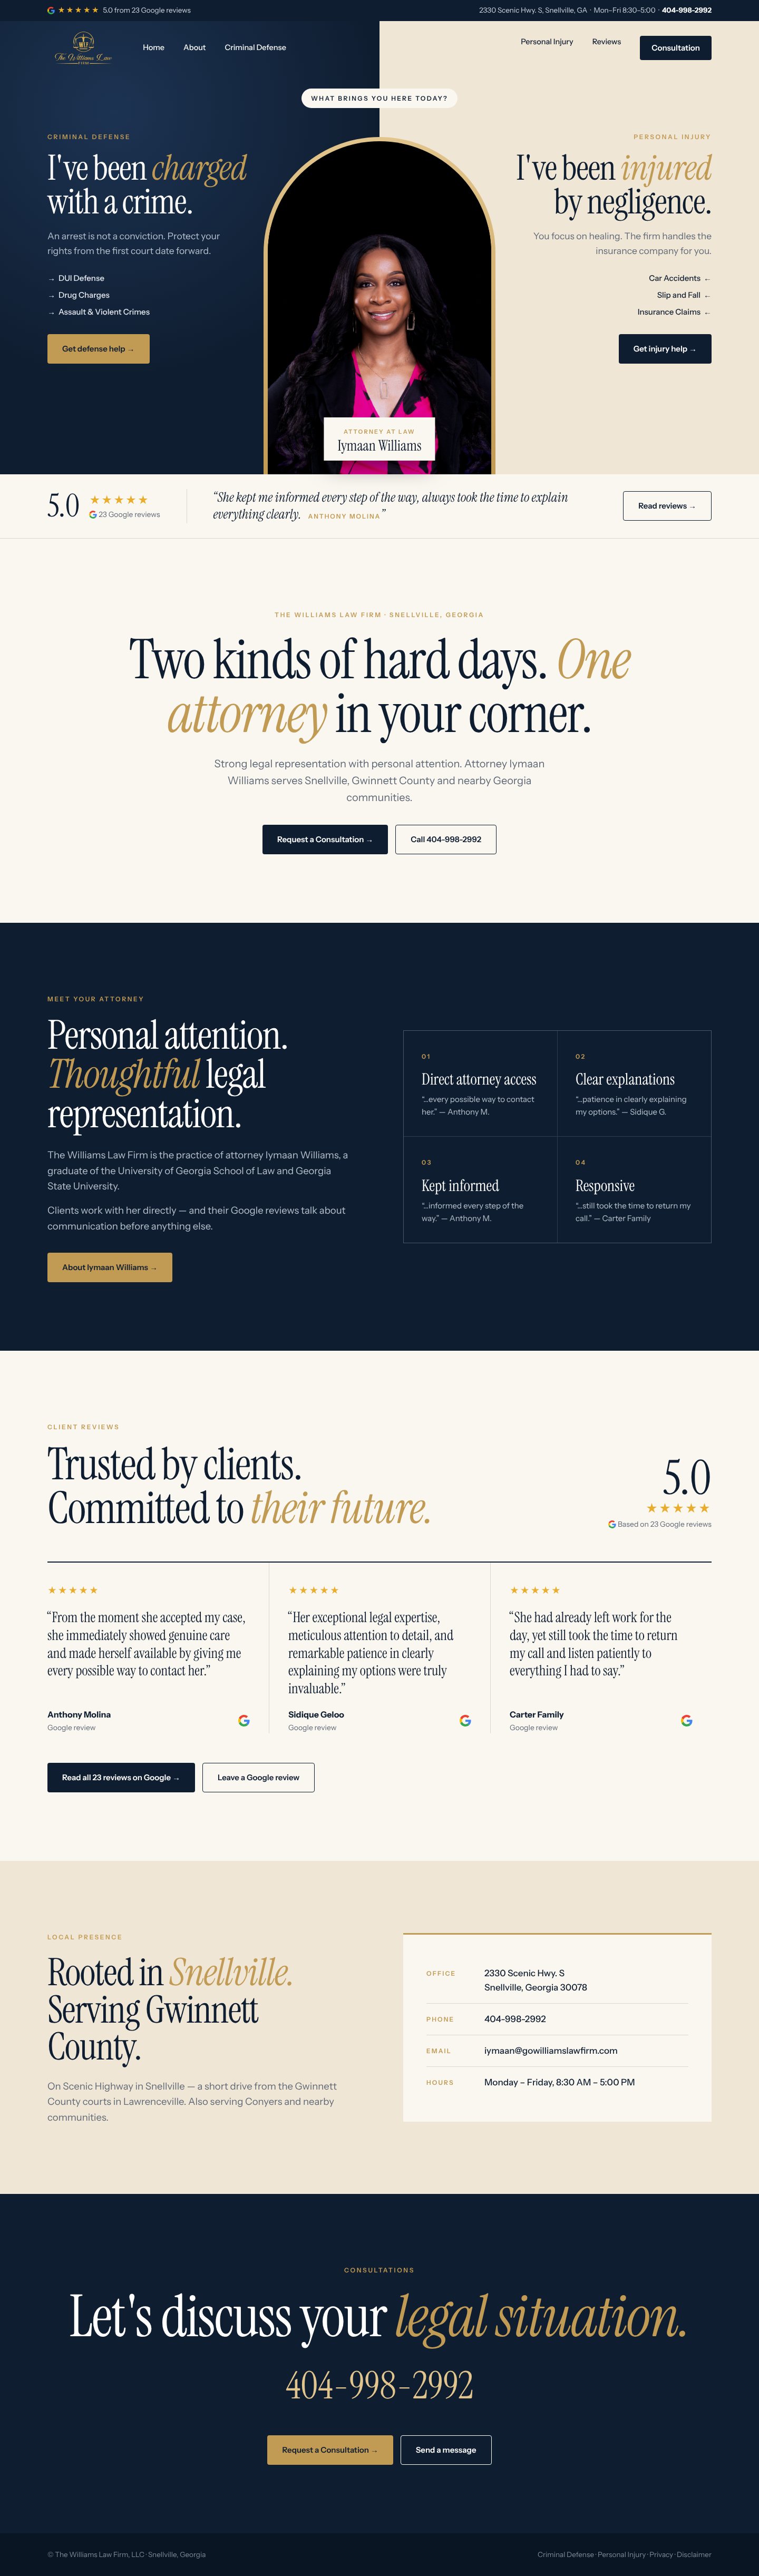 ★★★★★ 5.0 from 23 Google reviews
2330 Scenic Hwy. S, Snellville, GA · Mon–Fri 8:30–5:00 · 404-998-2992
The Williams Law
Home
About
Criminal Defense
Personal Injury
Reviews
Consultation
WHAT BRINGS YOU HERE TODAY?
CRIMINAL DEFENSE
I've been charged
with a crime.
An arrest is not a conviction. Protect your
rights from the first court date forward.
→ DUI Defense
→ Drug Charges
→ Assault & Violent Crimes
Get defense help →
PERSONAL INJURY
I've been injured
by negligence.
You focus on healing. The firm handles the
insurance company for you.
Car Accidents ←
Slip and Fall ←
Insurance Claims ←
Get injury help →
ATTORNEY AT LAW
Iymaan Williams
5.0
★★★★★
23 Google reviews
“She kept me informed every step of the way, always took the time to explain
everything clearly. ANTHONY MOLINA”
Read reviews →
THE WILLIAMS LAW FIRM · SNELLVILLE, GEORGIA
Two kinds of hard days. One
attorney in your corner.
Strong legal representation with personal attention. Attorney Iymaan
Williams serves Snellville, Gwinnett County and nearby Georgia
communities.
Request a Consultation →
Call 404-998-2992
MEET YOUR ATTORNEY
Personal attention.
Thoughtful legal
representation.
The Williams Law Firm is the practice of attorney Iymaan Williams, a
graduate of the University of Georgia School of Law and Georgia
State University.
Clients work with her directly — and their Google reviews talk about
communication before anything else.
About Iymaan Williams →
01
Direct attorney access
“…every possible way to contact
her.” — Anthony M.
02
Clear explanations
“…patience in clearly explaining
my options.” — Sidique G.
03
Kept informed
“…informed every step of the
way.” — Anthony M.
04
Responsive
“…still took the time to return my
call.” — Carter Family
CLIENT REVIEWS
Trusted by clients.
Committed to their future.
5.0
★★★★★
Based on 23 Google reviews
★★★★★
“From the moment she accepted my case,
she immediately showed genuine care
and made herself available by giving me
every possible way to contact her.”
Anthony Molina
Google review
★★★★★
“Her exceptional legal expertise,
meticulous attention to detail, and
remarkable patience in clearly
explaining my options were truly
invaluable.”
Sidique Geloo
Google review
★★★★★
“She had already left work for the
day, yet still took the time to return
my call and listen patiently to
everything I had to say.”
Carter Family
Google review
Read all 23 reviews on Google →
Leave a Google review
LOCAL PRESENCE
Rooted in Snellville.
Serving Gwinnett
County.
On Scenic Highway in Snellville — a short drive from the Gwinnett
County courts in Lawrenceville. Also serving Conyers and nearby
communities.
OFFICE
2330 Scenic Hwy. S
Snellville, Georgia 30078
PHONE
404-998-2992
EMAIL
iymaan@gowilliamslawfirm.com
HOURS
Monday – Friday, 8:30 AM – 5:00 PM
CONSULTATIONS
Let's discuss your legal situation.
404-998-2992
Request a Consultation →
Send a message
© The Williams Law Firm, LLC · Snellville, Georgia
Criminal Defense · Personal Injury · Privacy · Disclaimer